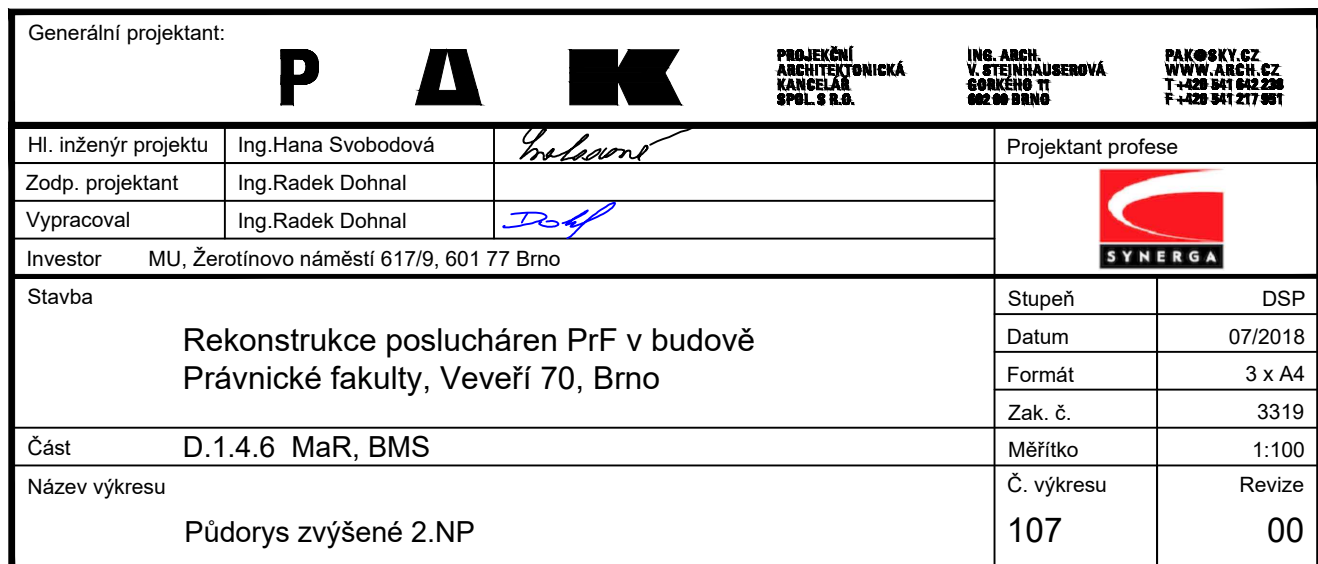 Generální projektant:
PAK
PROJEKČNÍ
ARCHITEKTONICKÁ
KANCELÁŘ
SPOL. S R.O.
ING. ARCH.
V. STEINHAUSEROVÁ
GORKÉHO 11
602 00 BRNO
PAK@SKY.CZ
WWW.ARCH.CZ
T +420 541 642 238
F +420 541 217 951
Hl. inženýr projektu Ing.Hana Svobodová
Zodp. projektant Ing.Radek Dohnal
Vypracoval Ing.Radek Dohnal
Investor MU, Žerotínovo náměstí 617/9, 601 77 Brno
Projektant profese
SYNERGA
Stavba
Rekonstrukce poslucháren PrF v budově
Právnické fakulty, Veveří 70, Brno
Stupeň DSP
Datum 07/2018
Formát 3 x A4
Zak. č. 3319
Část D.1.4.6 MaR, BMS
Měřítko 1:100
Název výkresu
Půdorys zvýšené 2.NP
Č. výkresu Revize
107 00